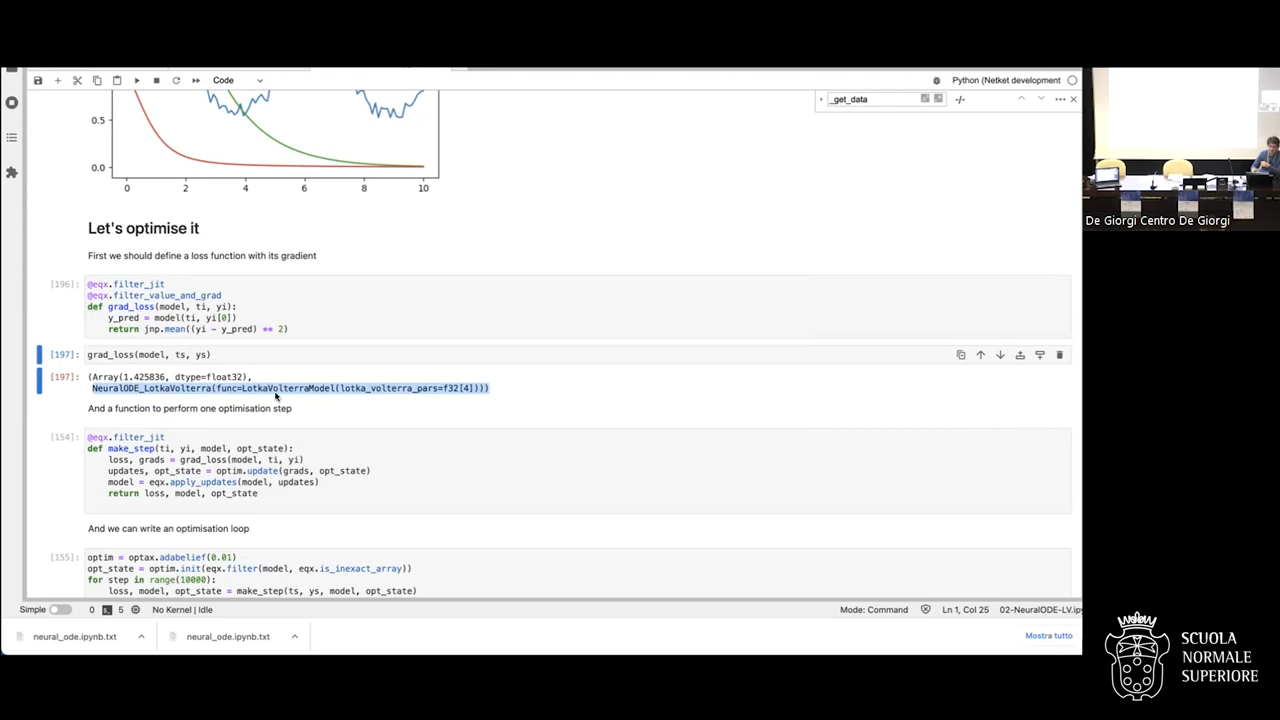 Code
Python (Netket development
_get_data
0.5
0.0
0 2 4 6 8 10
Let's optimise it
First we should define a loss function with its gradient
[196]:
@eqx.filter_jit
@eqx.filter_value_and_grad
def grad_loss(model, ti, yi):
y_pred = model(ti, yi[0])
return jnp.mean((yi - y_pred) ** 2)
[197]: grad_loss(model, ts, ys)
[197]: (Array(1.425836, dtype=float32),
NeuralODE_LotkaVolterra(func=LotkaVolterraModel(lotka_volterra_pars=f32[4])))
And a function to perform one optimisation step
[154]:
@eqx.filter_jit
def make_step(ti, yi, model, opt_state):
loss, grads = grad_loss(model, ti, yi)
updates, opt_state = optim.update(grads, opt_state)
model = eqx.apply_updates(model, updates)
return loss, model, opt_state
And we can write an optimisation loop
[155]:
optim = optax.adabelief(0.01)
opt_state = optim.init(eqx.filter(model, eqx.is_inexact_array))
for step in range(10000):
loss, model, opt_state = make_step(ts, ys, model, opt_state)
Simple 0 5 No Kernel | Idle
Mode: Command Ln 1, Col 25 02-NeuralODE-LV.ipy
neural_ode.ipynb.txt
neural_ode.ipynb.txt
Mostra tutto
De Giorgi Centro De Giorgi
SCUOLA
NORMALE
SUPERIORE